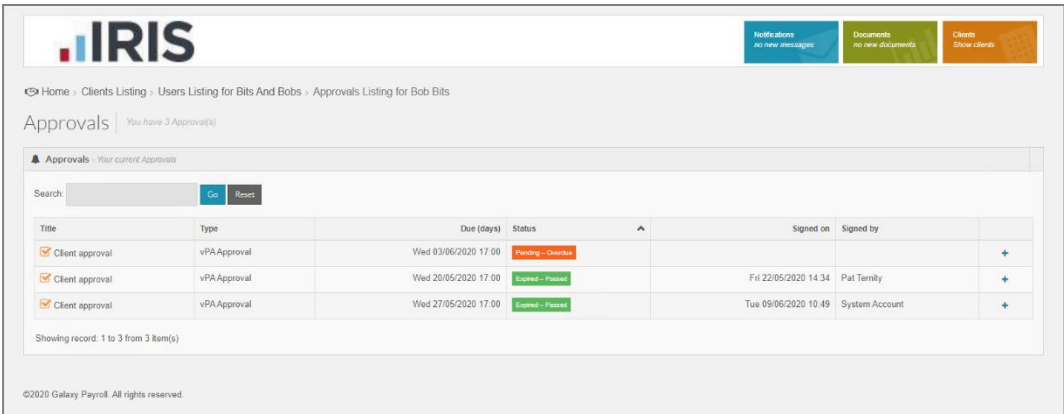 IRIS
Notifications
no new messages
Documents
no new documents
Clients
Show clients
Home > Clients Listing > Users Listing for Bits And Bobs > Approvals Listing for Bob Bits
Approvals You have 3 Approval(s)
Approvals - Your current Approvals
Search: Go Reset
Title Type Due (days) Status Signed on Signed by
Client approval vPA Approval Wed 03/06/2020 17:00 Pending – Overdue +
Client approval vPA Approval Wed 20/05/2020 17:00 Expired – Passed Fri 22/05/2020 14:34 Pat Ternity +
Client approval vPA Approval Wed 27/05/2020 17:00 Expired – Passed Tue 09/06/2020 10:49 System Account +
Showing record: 1 to 3 from 3 item(s)
©2020 Galaxy Payroll. All rights reserved.